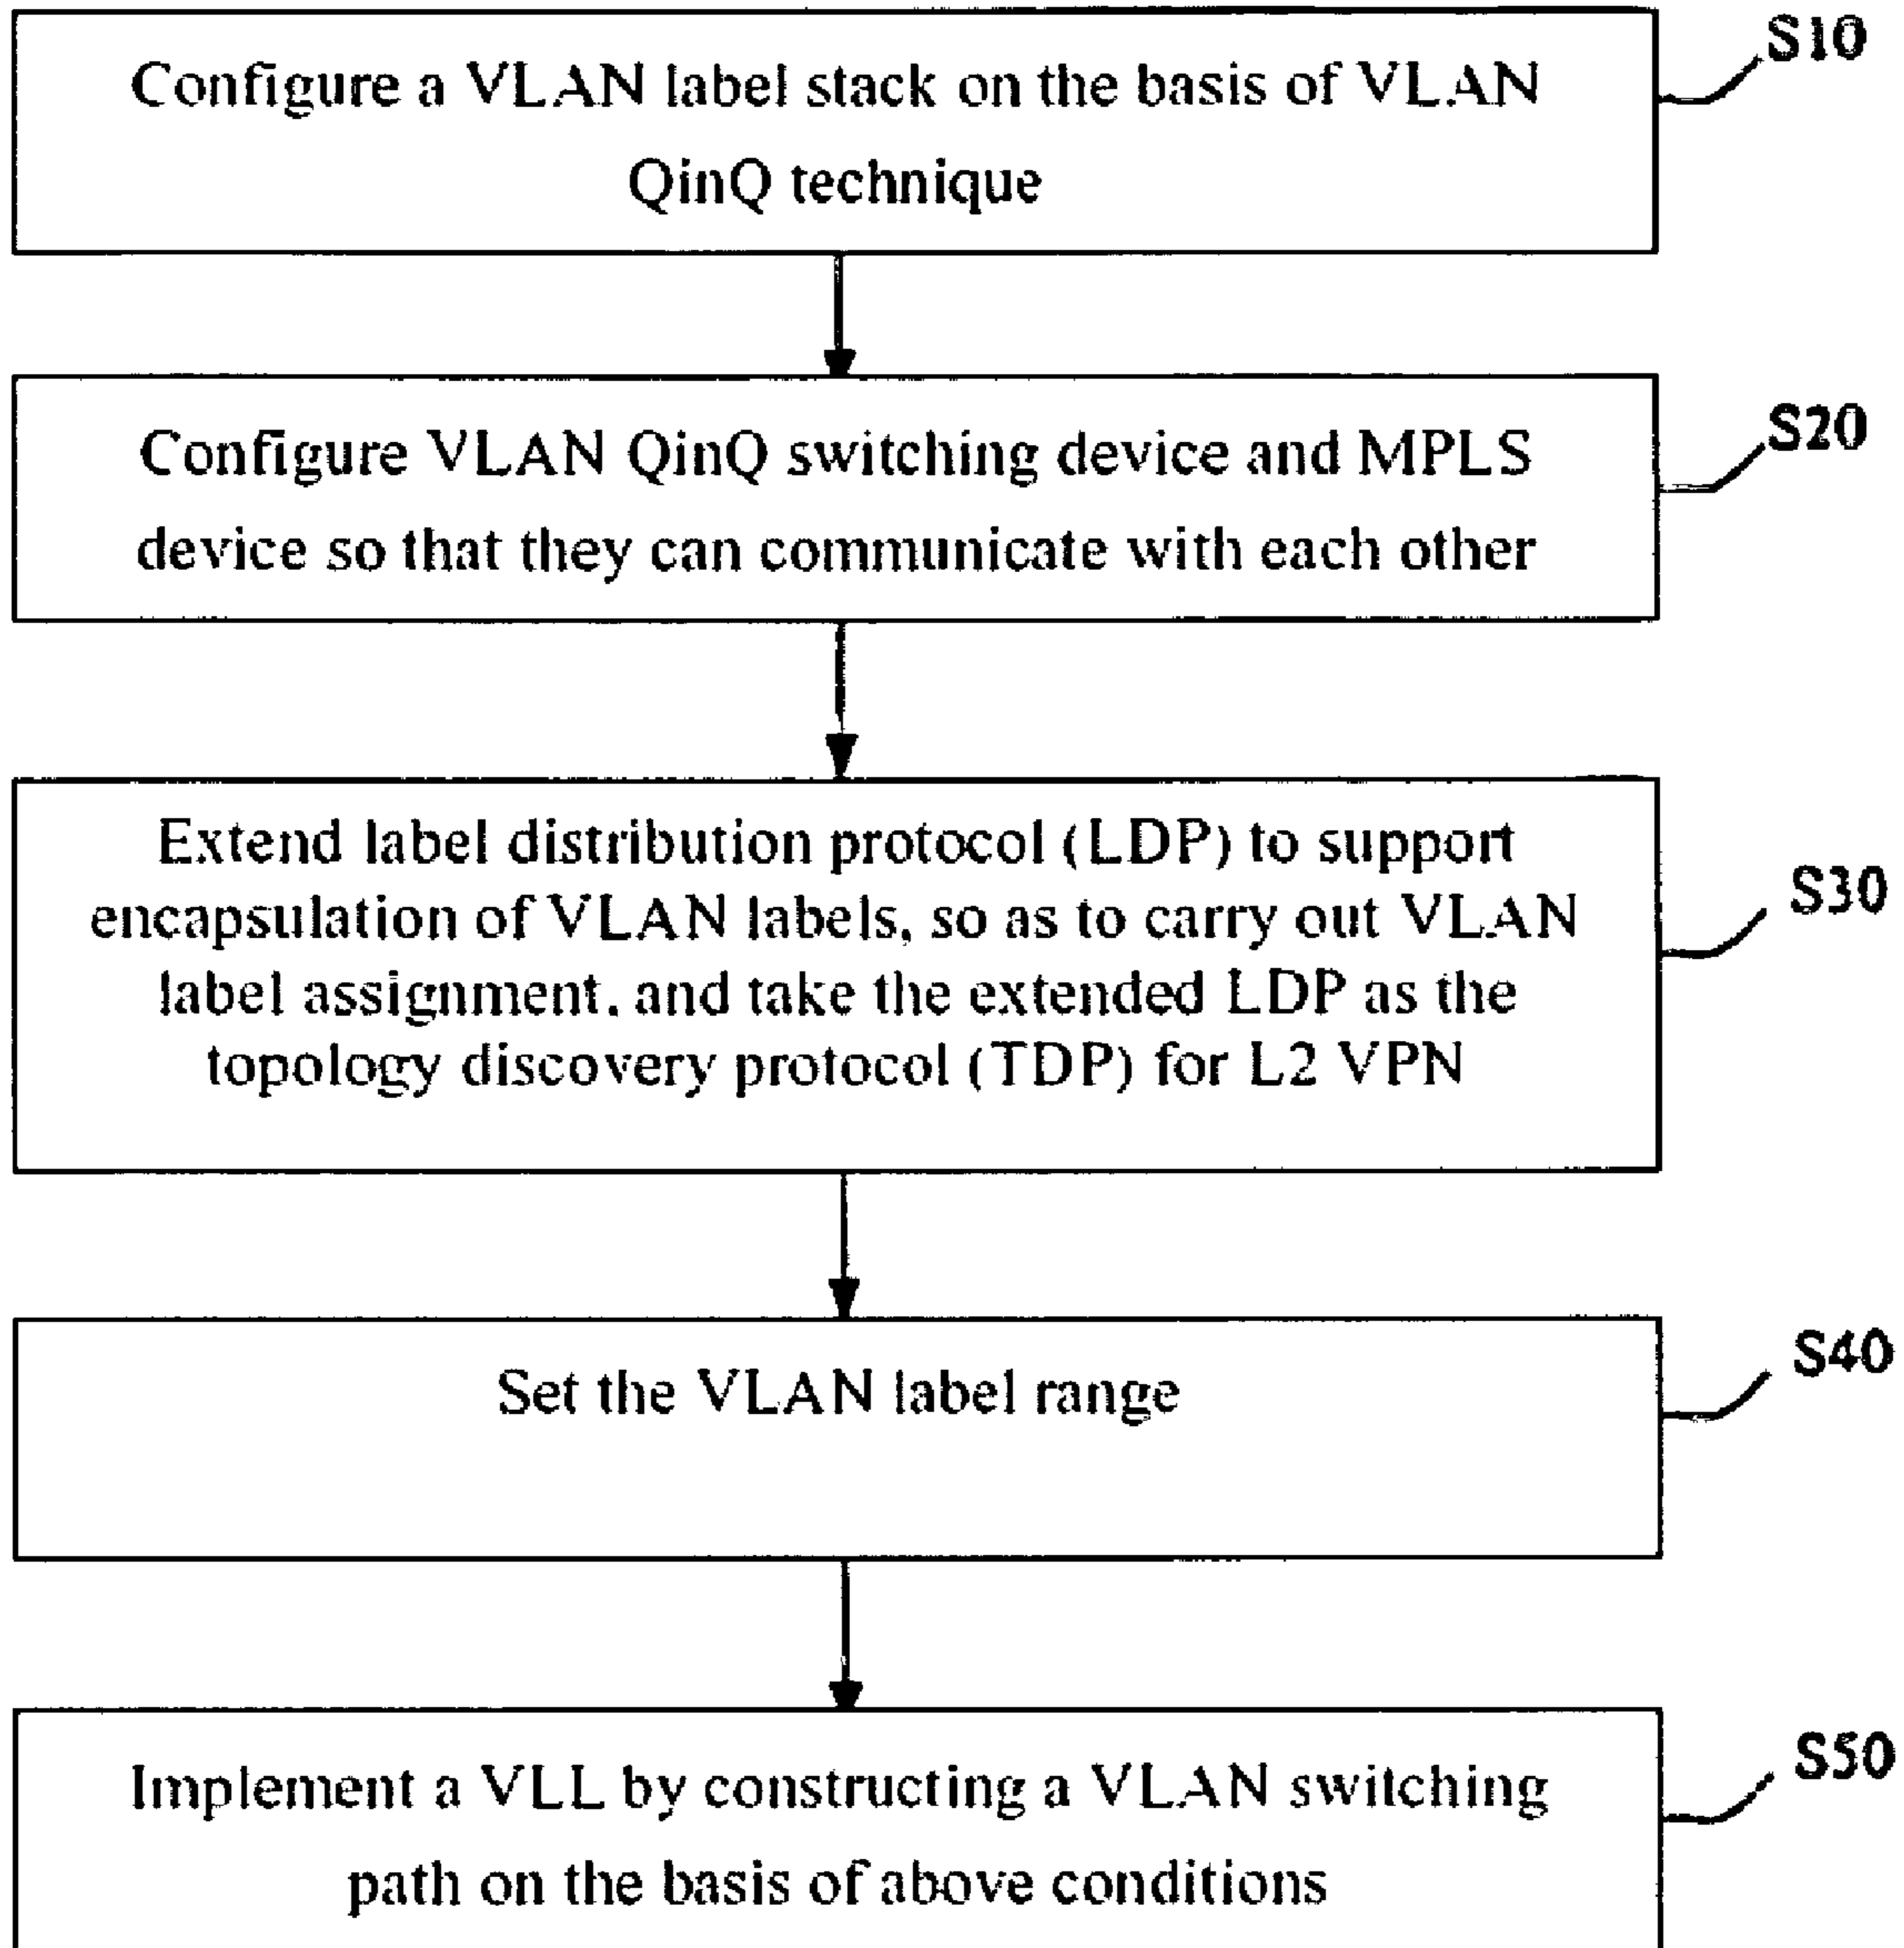 S10
Configure a VLAN label stack on the basis of VLAN
QinQ technique
S20
Configure VLAN QinQ switching device and MPLS
device so that they can communicate with each other
S30
Extend label distribution protocol (LDP) to support
encapsulation of VLAN labels, so as to carry out VLAN
label assignment, and take the extended LDP as the
topology discovery protocol (TDP) for L2 VPN
S40
Set the VLAN label range
S50
Implement a VLL by constructing a VLAN switching
path on the basis of above conditions